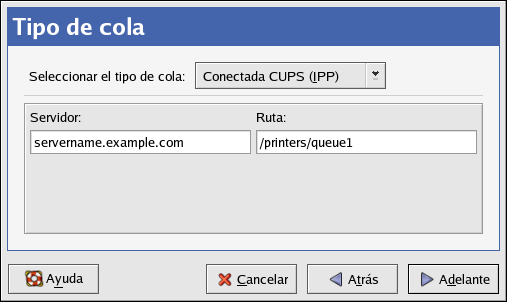 Tipo de cola
Seleccionar el tipo de cola: Conectada CUPS (IPP)
Servidor: Ruta:
servername.example.com /printers/queue1
Ayuda Cancelar Atrás Adelante